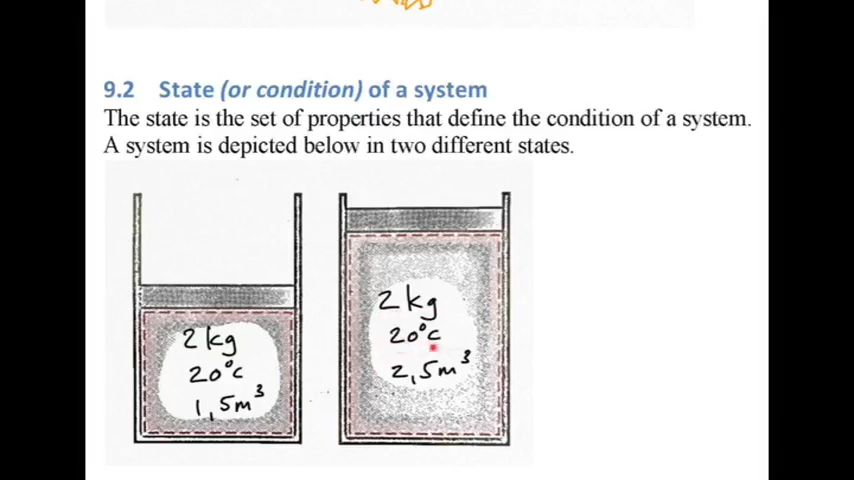 9.2 State (or condition) of a system
The state is the set of properties that define the condition of a system.
A system is depicted below in two different states.
2 kg
20°C
1,5m³
2 kg
20°C
2,5m³